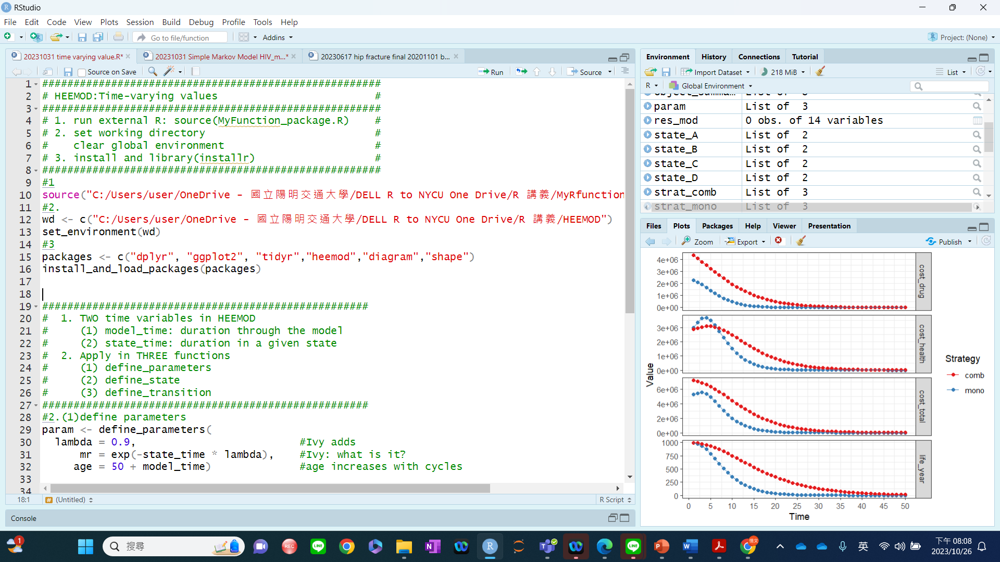 RStudio
File Edit Code View Plots Session Build Debug Profile Tools Help
Go to file/function Addins Project: (None)
20231031 time varying value.R* 20231031 Simple Markov Model HIV_m...* 20230617 hip fracture final 20201101 b...
Source on Save Run Source
1 ######################################################
2 # HEEMOD:Time-varying values #
3 ######################################################
4 # 1. run external R: source(MyFunction_package.R) #
5 # 2. set working directory #
6 # clear global environment #
7 # 3. install and library(installr) #
8 ######################################################
9 #1
10 source("C:/Users/user/OneDrive - 國立陽明交通大學/DELL R to NYCU One Drive/R 講義/MyRfunction
11 #2.
12 wd <- c("C:/Users/user/OneDrive - 國立陽明交通大學/DELL R to NYCU One Drive/R 講義/HEEMOD")
13 set_environment(wd)
14 #3
15 packages <- c("dplyr", "ggplot2", "tidyr","heemod","diagram","shape")
16 install_and_load_packages(packages)
17
18
19 ####################################################
20 # 1. TWO time variables in HEEMOD
21 # (1) model_time: duration through the model
22 # (2) state_time: duration in a given state
23 # 2. Apply in THREE functions
24 # (1) define_parameters
25 # (2) define_state
26 # (3) define_transition
27 ####################################################
28 #2.(1)define parameters
29 param <- define_parameters(
30 lambda = 0.9, #Ivy adds
31 mr = exp(-state_time * lambda), #Ivy: what is it?
32 age = 50 + model_time) #age increases with cycles
33
34
18:1 (Untitled) R Script
Console
Environment History Connections Tutorial
Import Dataset 218 MiB List
R Global Environment
param List of 3
res_mod 0 obs. of 14 variables
state_A List of 2
state_B List of 2
state_C List of 2
state_D List of 2
strat_comb List of 3
strat_mono List of 3
Files Plots Packages Help Viewer Presentation
Zoom Export Publish
4e+06
3e+06
2e+06
1e+06
0e+00
cost_drug
3e+06
2e+06
1e+06
0e+00
cost_health
6e+06
4e+06
2e+06
0e+00
cost_total
1000
750
500
250
0
life_year
0 5 10 15 20 25 30 35 40 45 50
Time
Value
Strategy
comb
mono
1
搜尋
REC
LINE
英
下午 08:08
2023/10/26